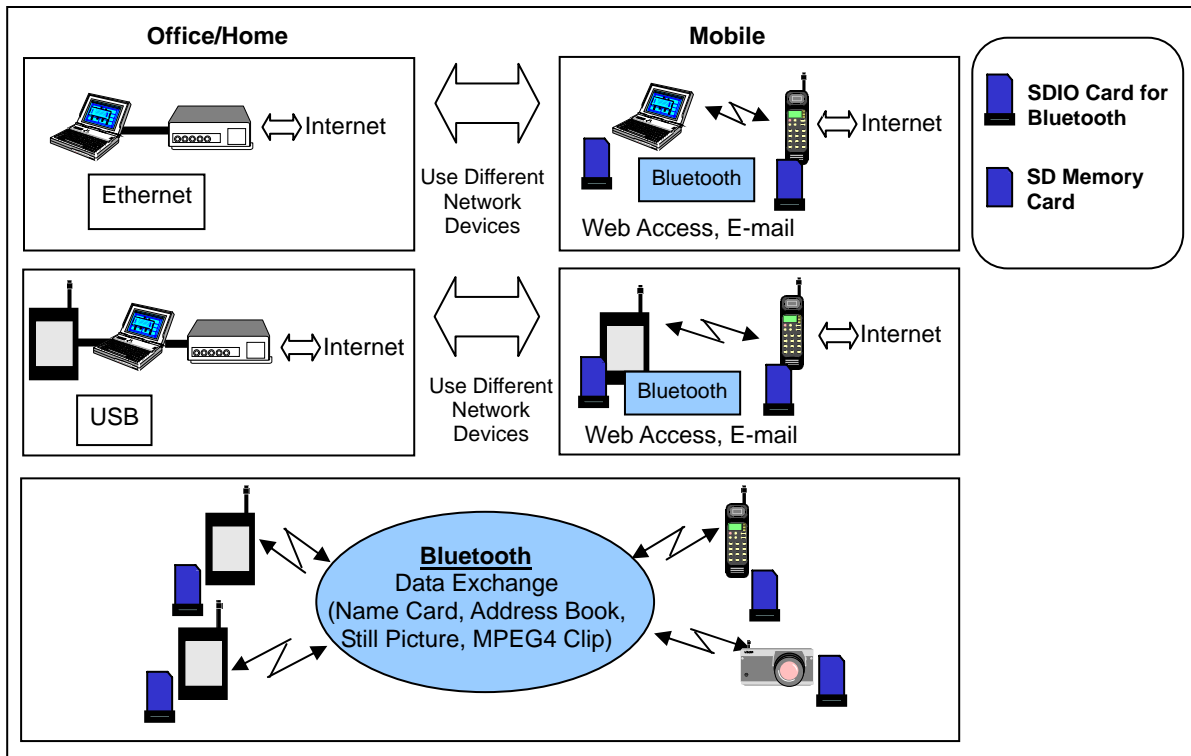 Office/Home
Mobile
Internet
Ethernet
Use Different
Network
Devices
Bluetooth
Internet
Web Access, E-mail
SDIO Card for
Bluetooth
SD Memory
Card
Internet
USB
Use Different
Network
Devices
Bluetooth
Internet
Web Access, E-mail
Bluetooth
Data Exchange
(Name Card, Address Book,
Still Picture, MPEG4 Clip)